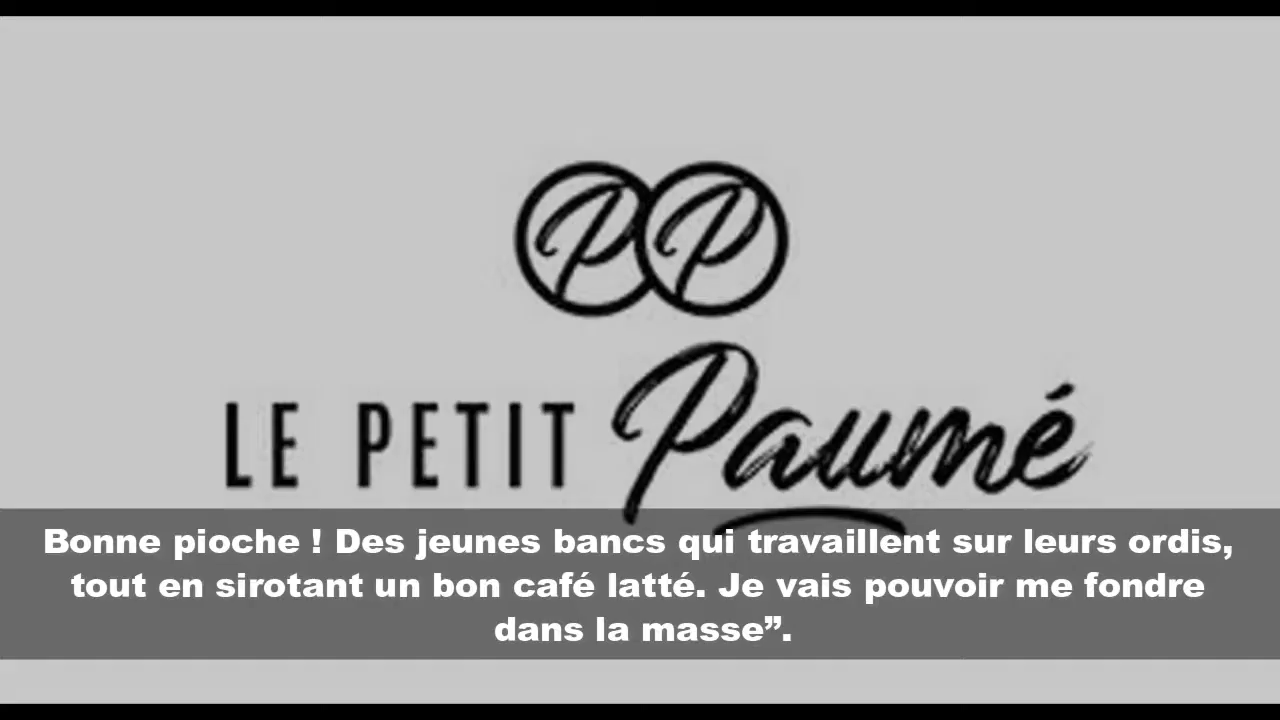 P P
LE PETIT Paumé
Bonne pioche ! Des jeunes bancs qui travaillent sur leurs ordis,
tout en sirotant un bon café latté. Je vais pouvoir me fondre
dans la masse”.